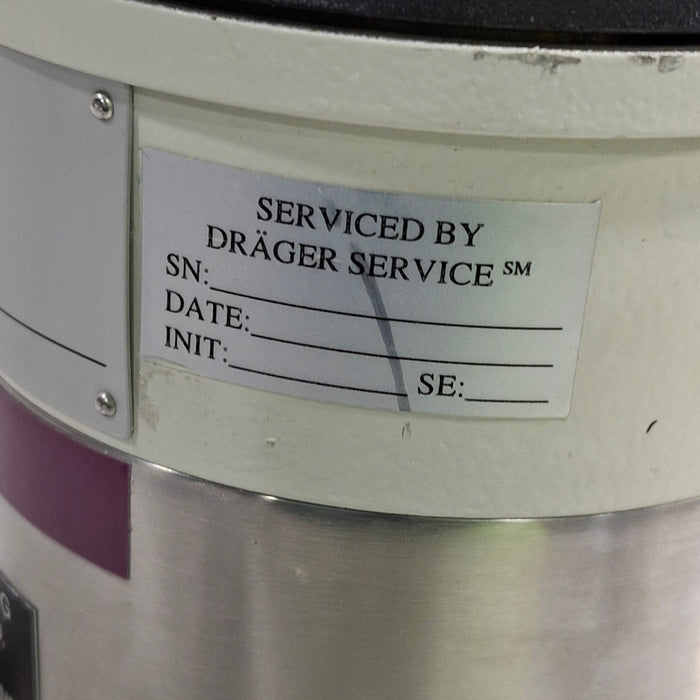 SERVICED BY
DRÄGER SERVICE ℠
SN:
DATE:
INIT: SE:
G